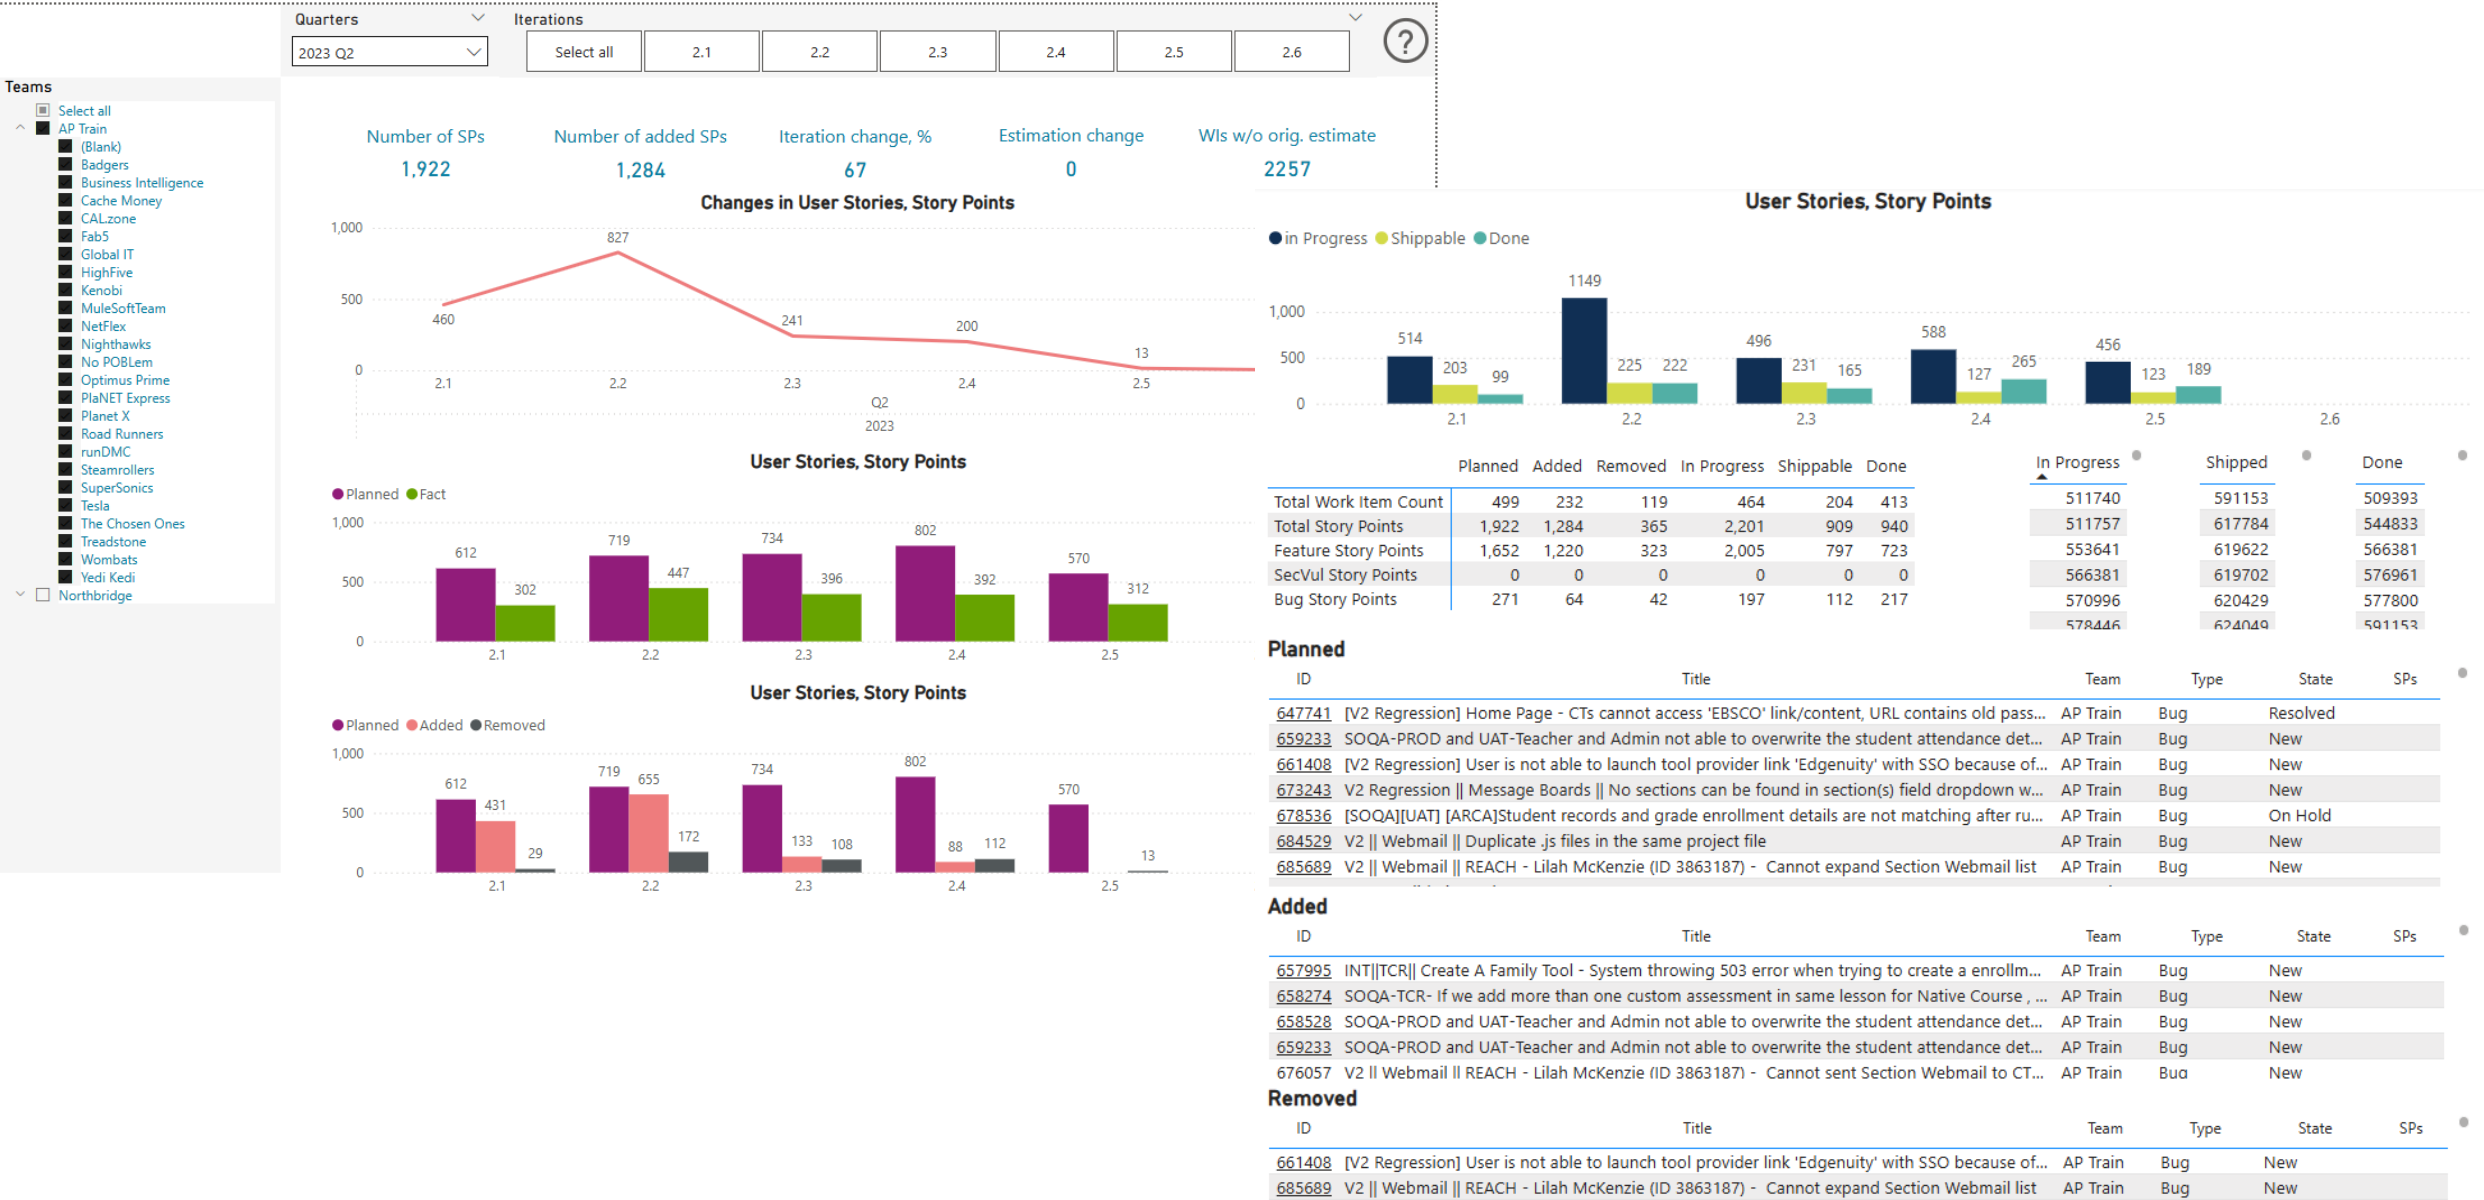 Quarters
2023 Q2
Iterations
Select all 2.1 2.2 2.3 2.4 2.5 2.6
?
Teams
Select all
AP Train
(Blank)
Badgers
Business Intelligence
Cache Money
CAL.zone
Fab5
Global IT
HighFive
Kenobi
MuleSoftTeam
NetFlex
Nighthawks
No POBLem
Optimus Prime
PlaNET Express
Planet X
Road Runners
runDMC
Steamrollers
SuperSonics
Tesla
The Chosen Ones
Treadstone
Wombats
Yedi Kedi
Northbridge
Number of SPs Number of added SPs Iteration change, % Estimation change WIs w/o orig. estimate
1,922 1,284 67 0 2257
Changes in User Stories, Story Points
1,000
827
500
460
241
200
13
0
2.1 2.2 2.3 2.4 2.5
Q2
2023
User Stories, Story Points
Planned Fact
1,000
500
0
612 302 719 447 734 396 802 392 570 312
2.1 2.2 2.3 2.4 2.5
User Stories, Story Points
Planned Added Removed
1,000
500
0
612 431 29 719 655 172 734 133 108 802 88 112 570 13
2.1 2.2 2.3 2.4 2.5
User Stories, Story Points
in Progress Shippable Done
1,000
500
0
514 203 99 1149 225 222 496 231 165 588 127 265 456 123 189
2.1 2.2 2.3 2.4 2.5 2.6
Planned Added Removed In Progress Shippable Done
Total Work Item Count 499 232 119 464 204 413
Total Story Points 1,922 1,284 365 2,201 909 940
Feature Story Points 1,652 1,220 323 2,005 797 723
SecVul Story Points 0 0 0 0 0 0
Bug Story Points 271 64 42 197 112 217
In Progress Shipped Done
511740 591153 509393
511757 617784 544833
553641 619622 566381
566381 619702 576961
570996 620429 577800
578446 624049 591153
Planned
ID Title Team Type State SPs
647741 [V2 Regression] Home Page - CTs cannot access 'EBSCO' link/content, URL contains old pass... AP Train Bug Resolved
659233 SOQA-PROD and UAT-Teacher and Admin not able to overwrite the student attendance det... AP Train Bug New
661408 [V2 Regression] User is not able to launch tool provider link 'Edgenuity' with SSO because of... AP Train Bug New
673243 V2 Regression || Message Boards || No sections can be found in section(s) field dropdown w... AP Train Bug New
678536 [SOQA][UAT] [ARCA]Student records and grade enrollment details are not matching after ru... AP Train Bug On Hold
684529 V2 || Webmail || Duplicate .js files in the same project file AP Train Bug New
685689 V2 || Webmail || REACH - Lilah McKenzie (ID 3863187) - Cannot expand Section Webmail list AP Train Bug New
Added
ID Title Team Type State SPs
657995 INT||TCR|| Create A Family Tool - System throwing 503 error when trying to create a enrollm... AP Train Bug New
658274 SOQA-TCR- If we add more than one custom assessment in same lesson for Native Course , ... AP Train Bug New
658528 SOQA-PROD and UAT-Teacher and Admin not able to overwrite the student attendance det... AP Train Bug New
659233 SOQA-PROD and UAT-Teacher and Admin not able to overwrite the student attendance det... AP Train Bug New
676057 V2 || Webmail || REACH - Lilah McKenzie (ID 3863187) - Cannot sent Section Webmail to CT... AP Train Bug New
Removed
ID Title Team Type State SPs
661408 [V2 Regression] User is not able to launch tool provider link 'Edgenuity' with SSO because of... AP Train Bug New
685689 V2 || Webmail || REACH - Lilah McKenzie (ID 3863187) - Cannot expand Section Webmail list AP Train Bug New